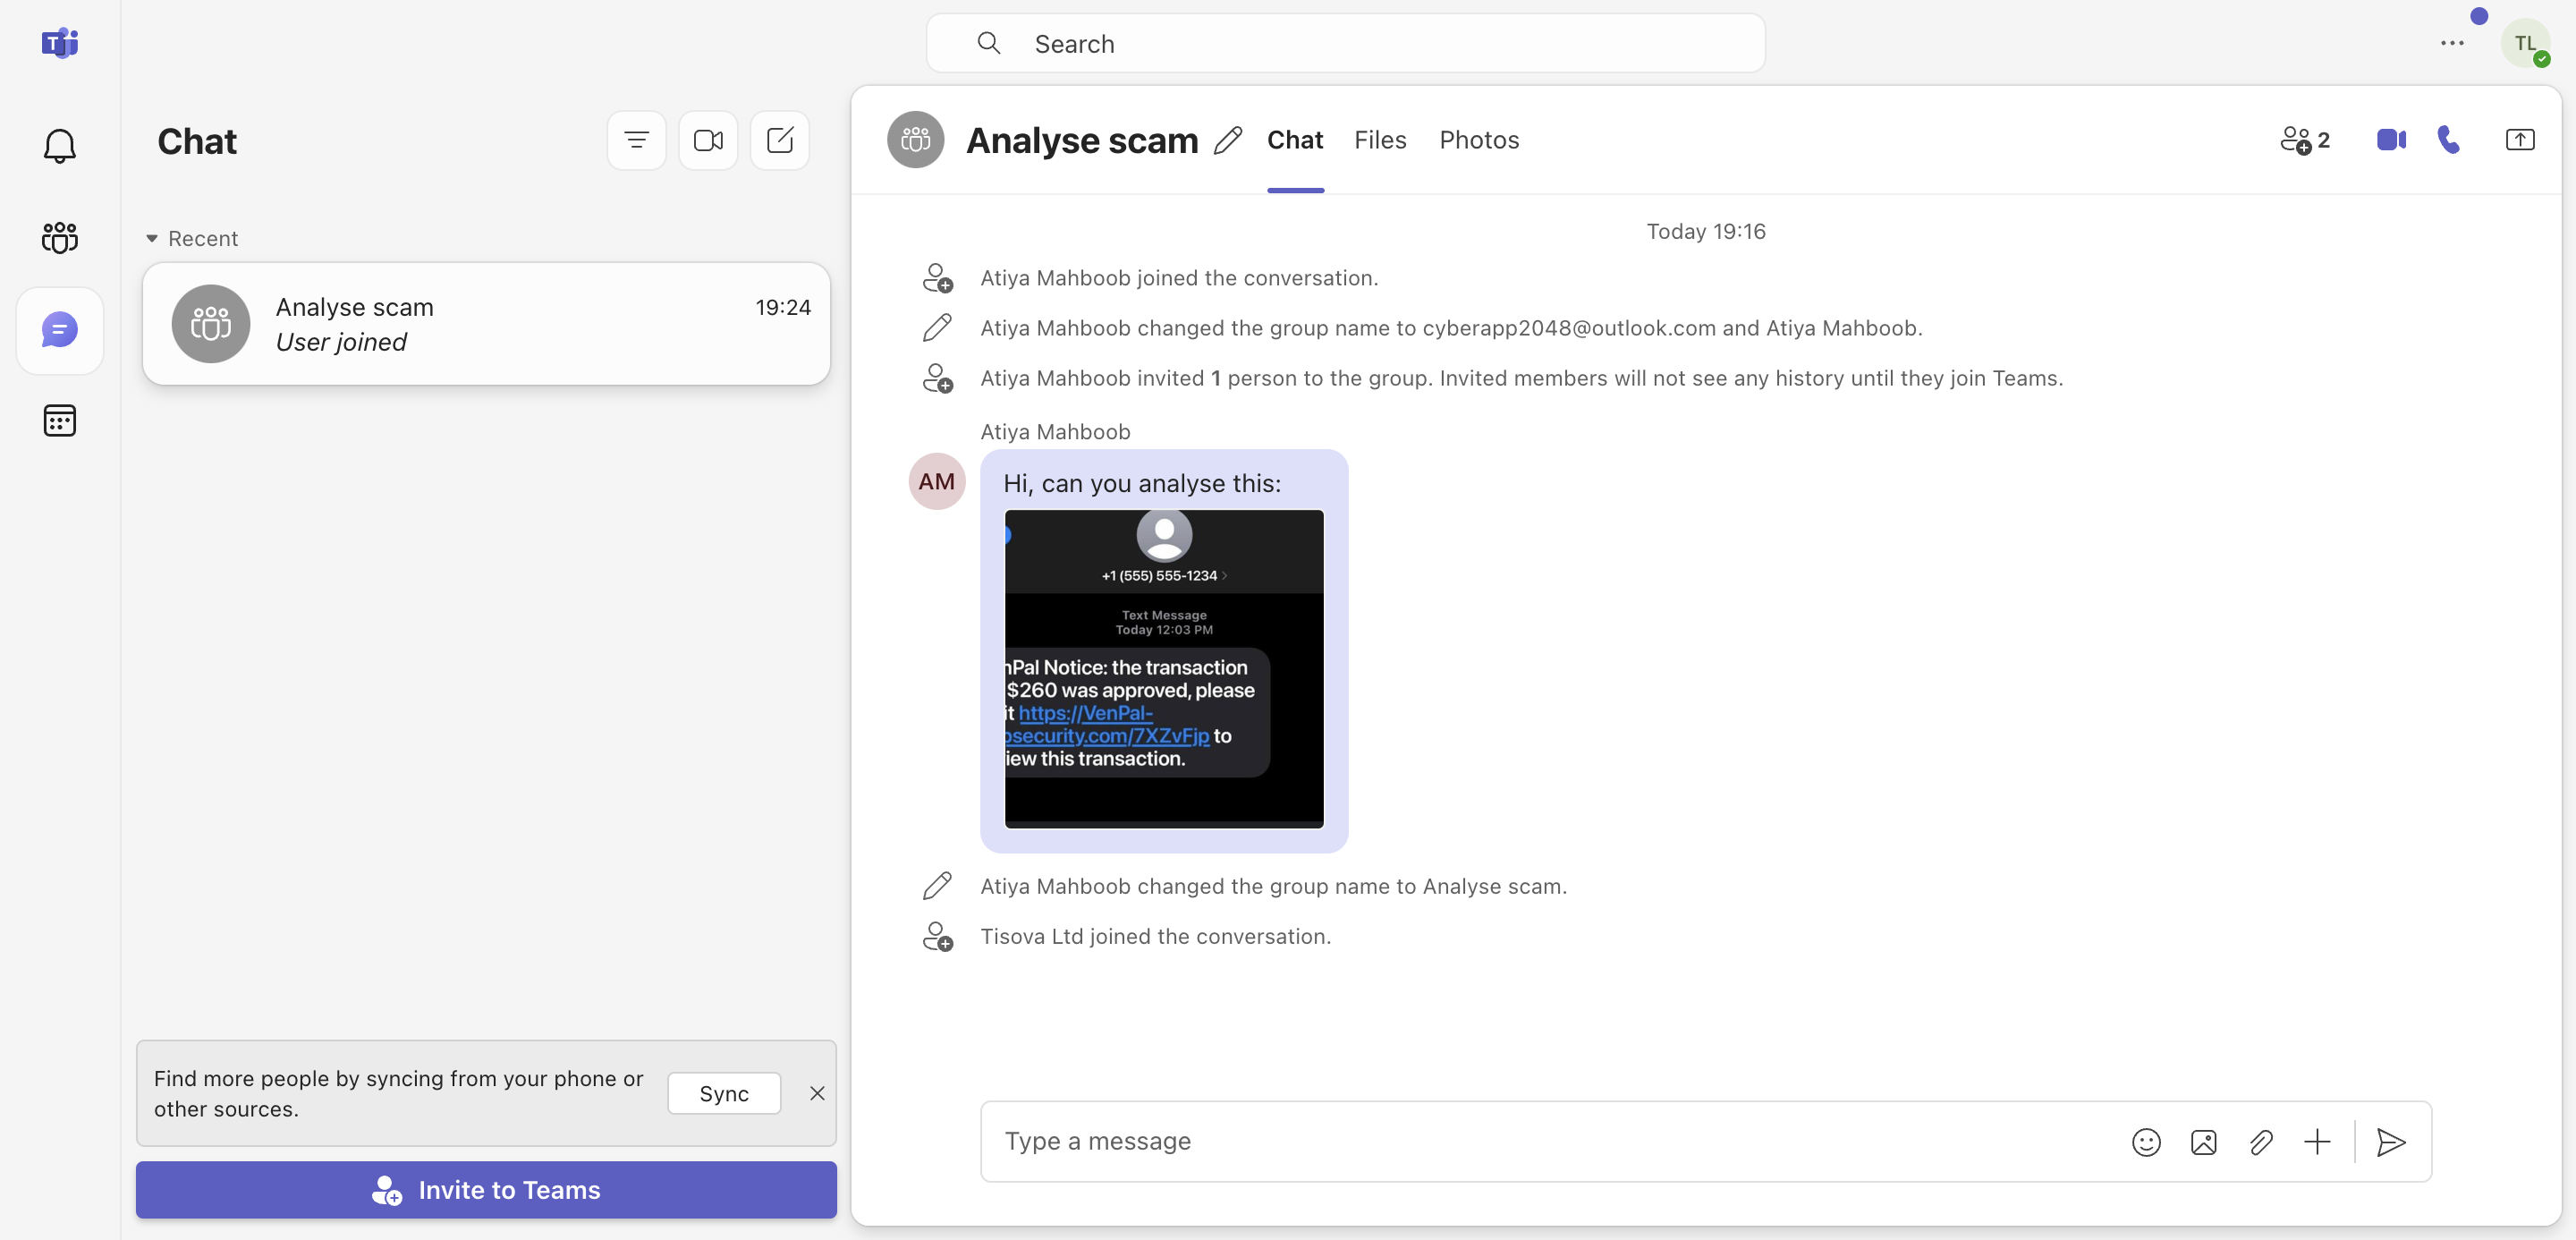 T
Search
TL
Chat
Recent
Analyse scam
19:24
User joined
Find more people by syncing from your phone or
other sources.
Sync
Invite to Teams
Analyse scam
Chat
Files
Photos
2
Today 19:16
Atiya Mahboob joined the conversation.
Atiya Mahboob changed the group name to cyberapp2048@outlook.com and Atiya Mahboob.
Atiya Mahboob invited 1 person to the group. Invited members will not see any history until they join Teams.
Atiya Mahboob
AM
Hi, can you analyse this:
+1 (555) 555-1234
Text Message
Today 12:03 PM
nPal Notice: the transaction
$260 was approved, please
it https://VenPal-
osecurity.com/7XZvFjp to
iew this transaction.
Atiya Mahboob changed the group name to Analyse scam.
Tisova Ltd joined the conversation.
Type a message